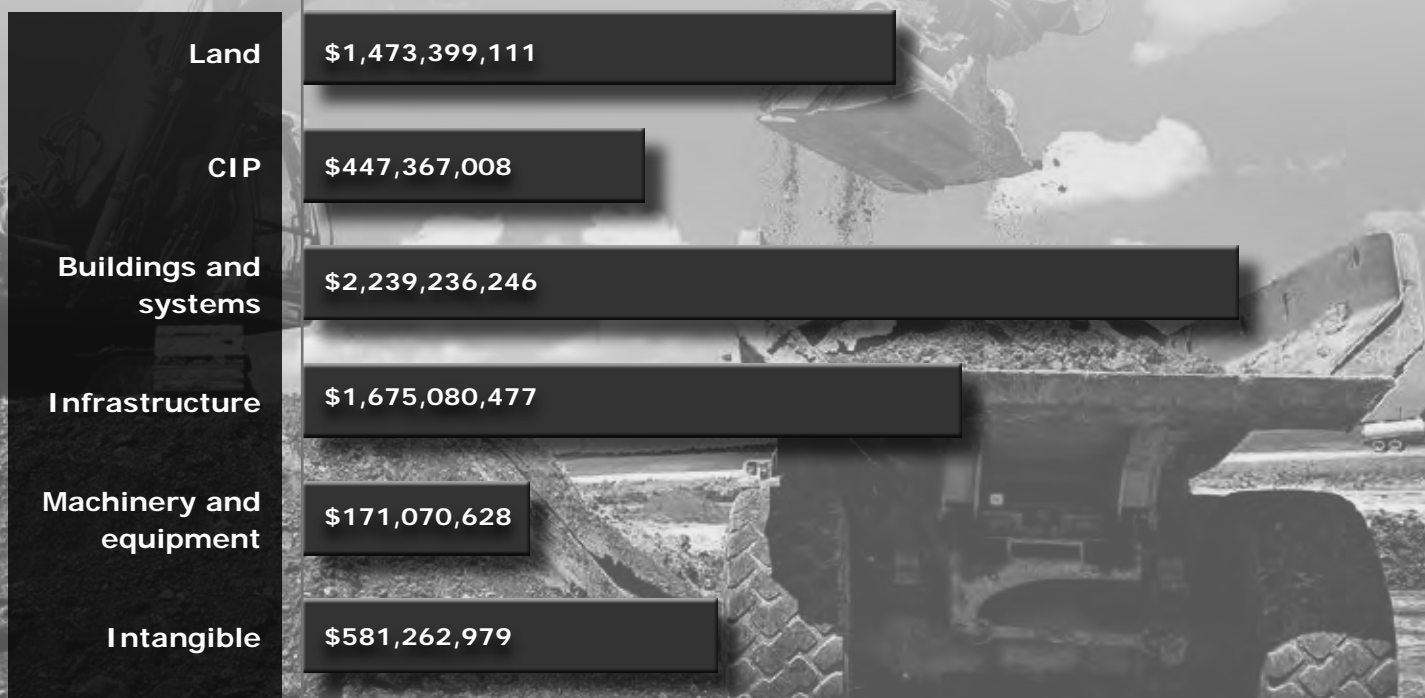 Land
$1,473,399,111
CIP
$447,367,008
Buildings and
systems
$2,239,236,246
Infrastructure
$1,675,080,477
Machinery and
equipment
$171,070,628
Intangible
$581,262,979